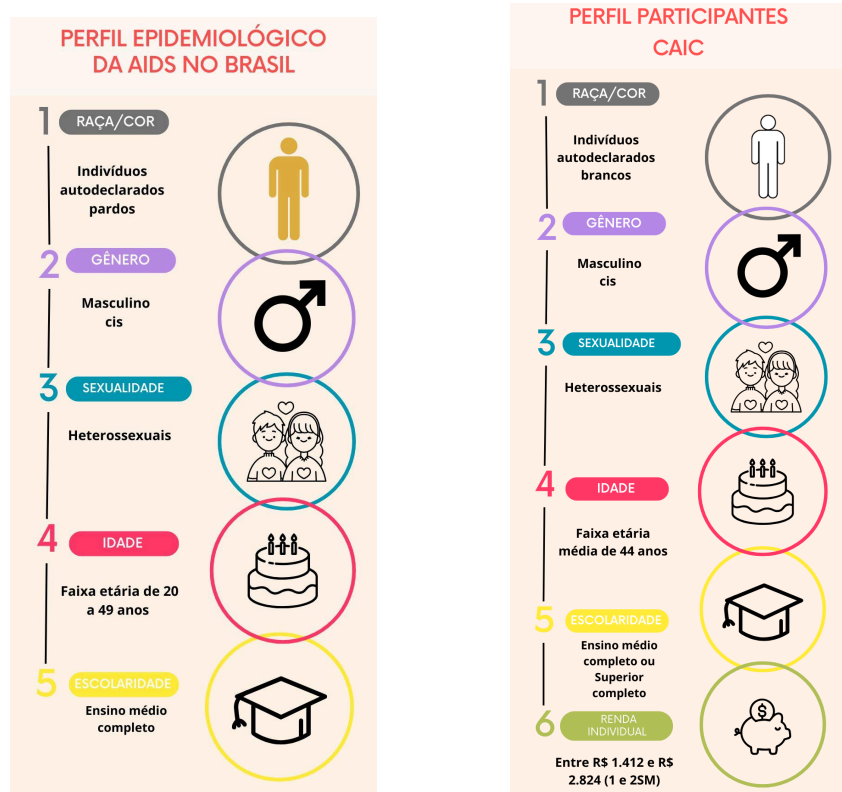 PERFIL EPIDEMIOLÓGICO
DA AIDS NO BRASIL
1 RAÇA/COR
Indivíduos
autodeclarados
pardos
2 GÊNERO
Masculino
cis
3 SEXUALIDADE
Heterossexuais
4 IDADE
Faixa etária de 20
a 49 anos
5 ESCOLARIDADE
Ensino médio
completo
PERFIL PARTICIPANTES
CAIC
1 RAÇA/COR
Indivíduos
autodeclarados
brancos
2 GÊNERO
Masculino
cis
3 SEXUALIDADE
Heterossexuais
4 IDADE
Faixa etária
média de 44 anos
5 ESCOLARIDADE
Ensino médio
completo ou
Superior
completo
6 RENDA
INDIVIDUAL
$
Entre R$ 1.412 e R$
2.824 (1 e 2SM)